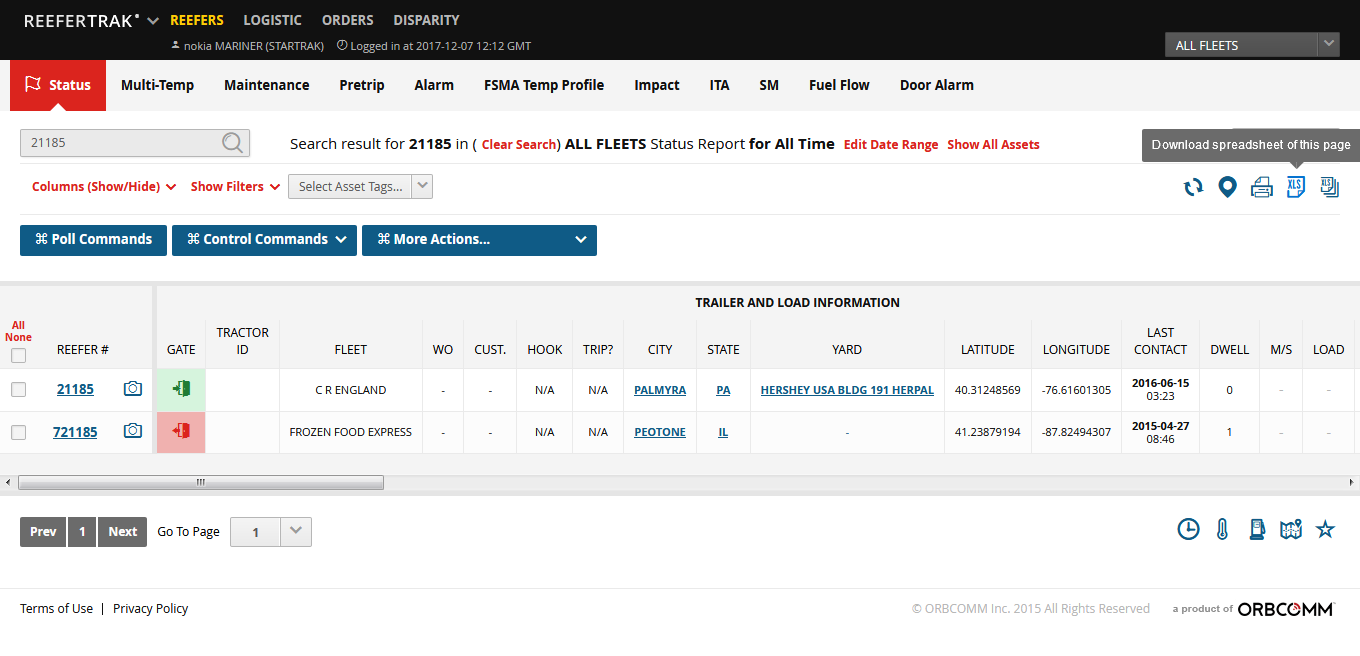 REEFERTRAK REEFERS LOGISTIC ORDERS DISPARITY
nokia MARINER (STARTRAK) Logged in at 2017-12-07 12:12 GMT
ALL FLEETS
Status Multi-Temp Maintenance Pretrip Alarm FSMA Temp Profile Impact ITA SM Fuel Flow Door Alarm
21185 Search result for 21185 in ( Clear Search) ALL FLEETS Status Report for All Time Edit Date Range Show All Assets
Download spreadsheet of this page
Columns (Show/Hide) Show Filters Select Asset Tags... XLS XLS
⌘ Poll Commands ⌘ Control Commands ⌘ More Actions...
TRAILER AND LOAD INFORMATION
All
None
REEFER # GATE TRACTOR ID FLEET WO CUST. HOOK TRIP? CITY STATE YARD LATITUDE LONGITUDE LAST CONTACT DWELL M/S LOAD
21185 C R ENGLAND - - N/A N/A PALMYRA PA HERSHEY USA BLDG 191 HERPAL 40.31248569 -76.61601305 2016-06-15 03:23 0 - -
721185 FROZEN FOOD EXPRESS - - N/A N/A PEOTONE IL - 41.23879194 -87.82494307 2015-04-27 08:46 1 - -
Prev 1 Next Go To Page 1
Terms of Use | Privacy Policy © ORBCOMM Inc. 2015 All Rights Reserved a product of ORBCOMM